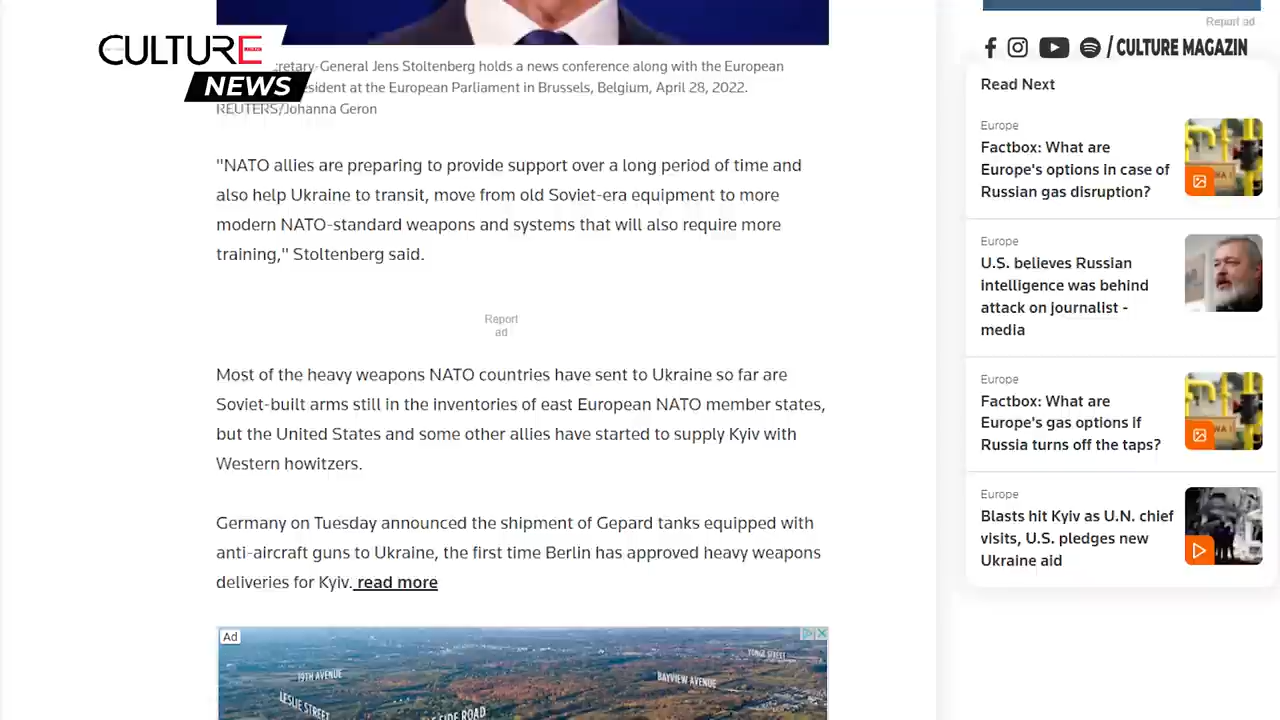 CULTURE
NEWS
retary-General Jens Stoltenberg holds a news conference along with the European
sident at the European Parliament in Brussels, Belgium, April 28, 2022.
REUTERS/Johanna Geron
"NATO allies are preparing to provide support over a long period of time and
also help Ukraine to transit, move from old Soviet-era equipment to more
modern NATO-standard weapons and systems that will also require more
training," Stoltenberg said.
Report
ad
Most of the heavy weapons NATO countries have sent to Ukraine so far are
Soviet-built arms still in the inventories of east European NATO member states,
but the United States and some other allies have started to supply Kyiv with
Western howitzers.
Germany on Tuesday announced the shipment of Gepard tanks equipped with
anti-aircraft guns to Ukraine, the first time Berlin has approved heavy weapons
deliveries for Kyiv. read more
Ad
19TH AVENUE
LESLIE STREET
SIDE ROAD
BAYVIEW AVENUE
YONGE STREET
Report ad
/ CULTURE MAGAZIN
Read Next
Europe
Factbox: What are
Europe's options in case of
Russian gas disruption?
Europe
U.S. believes Russian
intelligence was behind
attack on journalist -
media
Europe
Factbox: What are
Europe's gas options if
Russia turns off the taps?
Europe
Blasts hit Kyiv as U.N. chief
visits, U.S. pledges new
Ukraine aid